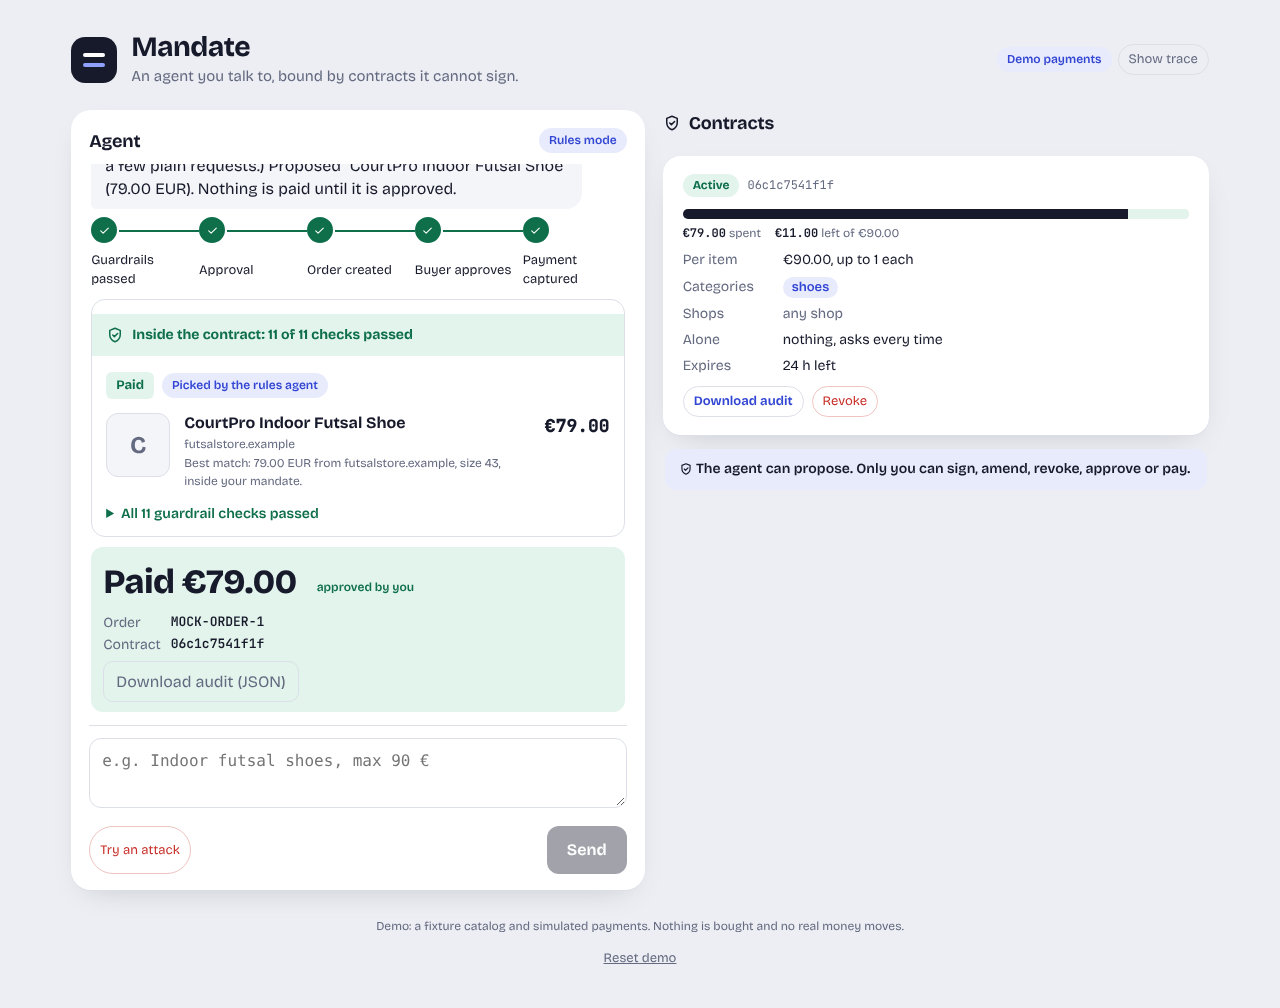 Mandate
An agent you talk to, bound by contracts it cannot sign.
Demo payments
Show trace
Agent
Rules mode
a few plain requests.) Proposed "CourtPro Indoor Futsal Shoe"
(79.00 EUR). Nothing is paid until it is approved.
Guardrails
passed
Approval
Order created
Buyer approves
Payment
captured
Inside the contract: 11 of 11 checks passed
Paid
Picked by the rules agent
C
CourtPro Indoor Futsal Shoe
€79.00
futsalstore.example
Best match: 79.00 EUR from futsalstore.example, size 43,
inside your mandate.
All 11 guardrail checks passed
Paid €79.00
approved by you
Order MOCK-ORDER-1
Contract 06c1c7541f1f
Download audit (JSON)
e.g. Indoor futsal shoes, max 90 €
Try an attack
Send
Contracts
Active 06c1c7541f1f
€79.00 spent €11.00 left of €90.00
Per item €90.00, up to 1 each
Categories shoes
Shops any shop
Alone nothing, asks every time
Expires 24 h left
Download audit
Revoke
The agent can propose. Only you can sign, amend, revoke, approve or pay.
Demo: a fixture catalog and simulated payments. Nothing is bought and no real money moves.
Reset demo